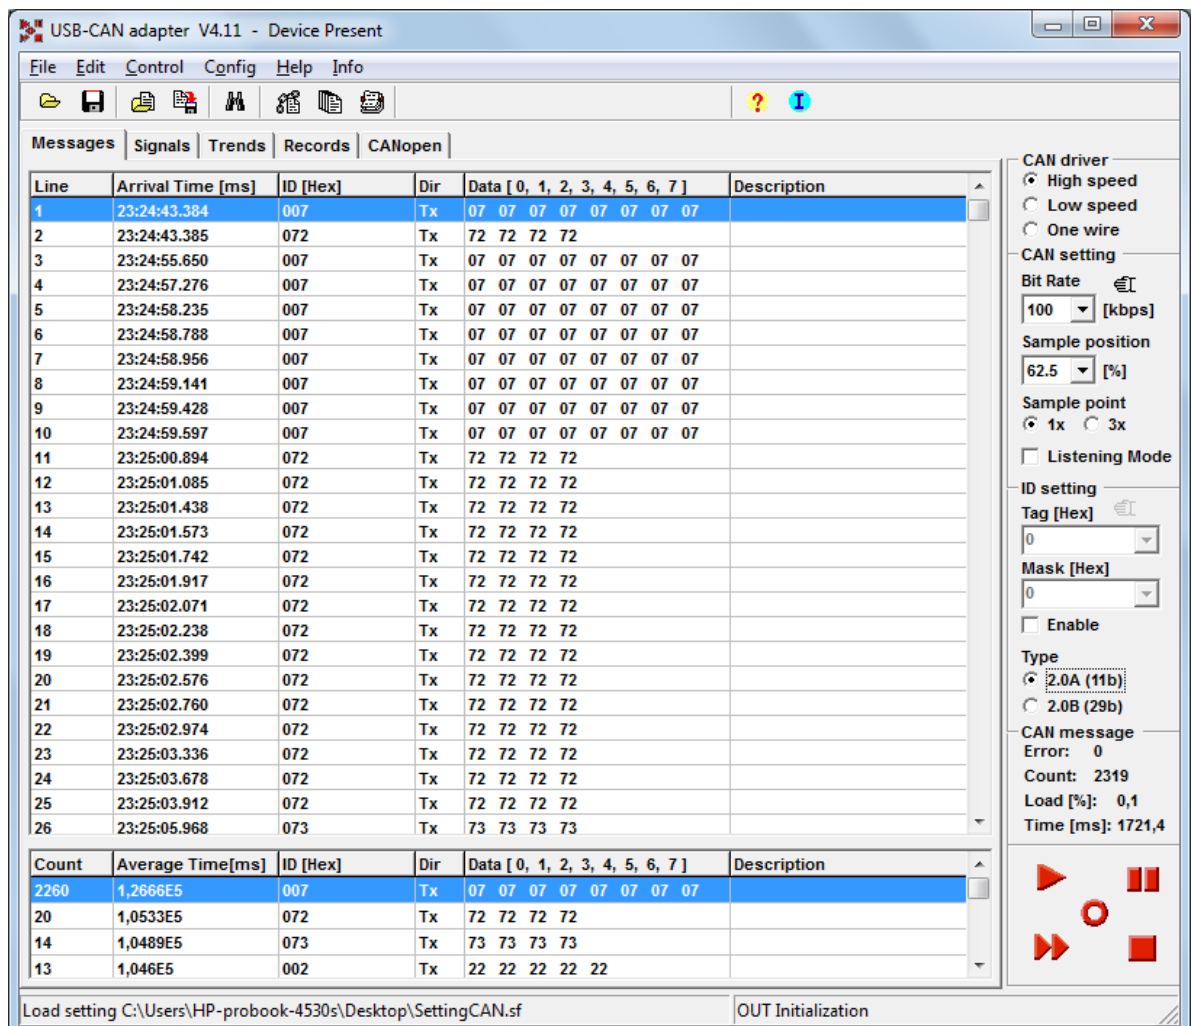 USB-CAN adapter V4.11 - Device Present
File Edit Control Config Help Info
Messages Signals Trends Records CANopen
Line Arrival Time [ms] ID [Hex] Dir Data [ 0, 1, 2, 3, 4, 5, 6, 7 ] Description
1 23:24:43.384 007 Tx 07 07 07 07 07 07 07 07
2 23:24:43.385 072 Tx 72 72 72 72
3 23:24:55.650 007 Tx 07 07 07 07 07 07 07 07
4 23:24:57.276 007 Tx 07 07 07 07 07 07 07 07
5 23:24:58.235 007 Tx 07 07 07 07 07 07 07 07
6 23:24:58.788 007 Tx 07 07 07 07 07 07 07 07
7 23:24:58.956 007 Tx 07 07 07 07 07 07 07 07
8 23:24:59.141 007 Tx 07 07 07 07 07 07 07 07
9 23:24:59.428 007 Tx 07 07 07 07 07 07 07 07
10 23:24:59.597 007 Tx 07 07 07 07 07 07 07 07
11 23:25:00.894 072 Tx 72 72 72 72
12 23:25:01.085 072 Tx 72 72 72 72
13 23:25:01.438 072 Tx 72 72 72 72
14 23:25:01.573 072 Tx 72 72 72 72
15 23:25:01.742 072 Tx 72 72 72 72
16 23:25:01.917 072 Tx 72 72 72 72
17 23:25:02.071 072 Tx 72 72 72 72
18 23:25:02.238 072 Tx 72 72 72 72
19 23:25:02.399 072 Tx 72 72 72 72
20 23:25:02.576 072 Tx 72 72 72 72
21 23:25:02.760 072 Tx 72 72 72 72
22 23:25:02.974 072 Tx 72 72 72 72
23 23:25:03.336 072 Tx 72 72 72 72
24 23:25:03.678 072 Tx 72 72 72 72
25 23:25:03.912 072 Tx 72 72 72 72
26 23:25:05.968 073 Tx 73 73 73 73
Count Average Time[ms] ID [Hex] Dir Data [ 0, 1, 2, 3, 4, 5, 6, 7 ] Description
2260 1,2666E5 007 Tx 07 07 07 07 07 07 07 07
20 1,0533E5 072 Tx 72 72 72 72
14 1,0489E5 073 Tx 73 73 73 73
13 1,046E5 002 Tx 22 22 22 22 22
CAN driver
High speed
Low speed
One wire
CAN setting
Bit Rate
100 [kbps]
Sample position
62.5 [%]
Sample point
1x 3x
Listening Mode
ID setting
Tag [Hex]
0
Mask [Hex]
0
Enable
Type
2.0A (11b)
2.0B (29b)
CAN message
Error: 0
Count: 2319
Load [%]: 0,1
Time [ms]: 1721,4
Load setting C:\Users\HP-probook-4530s\Desktop\SettingCAN.sf
OUT Initialization